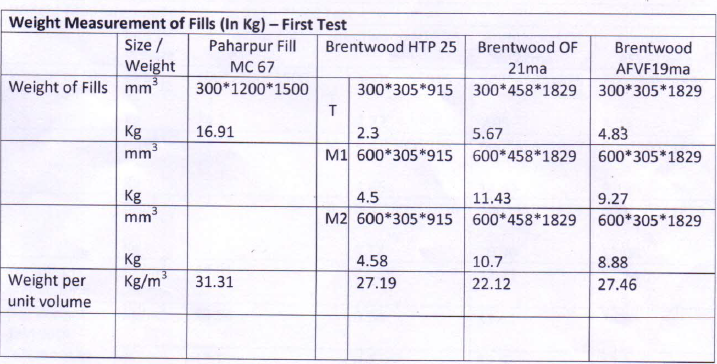 Weight Measurement of Fills (In Kg) – First Test
Size / Paharpur Fill Brentwood HTP 25 Brentwood OF Brentwood
Weight MC 67 21ma AFVF19ma
Weight of Fills mm³ 300*1200*1500 300*305*915 300*458*1829 300*305*1829
T
Kg 16.91 2.3 5.67 4.83
mm³ M1 600*305*915 600*458*1829 600*305*1829
Kg 4.5 11.43 9.27
mm³ M2 600*305*915 600*458*1829 600*305*1829
Kg 4.58 10.7 8.88
Weight per Kg/m³ 31.31 27.19 22.12 27.46
unit volume